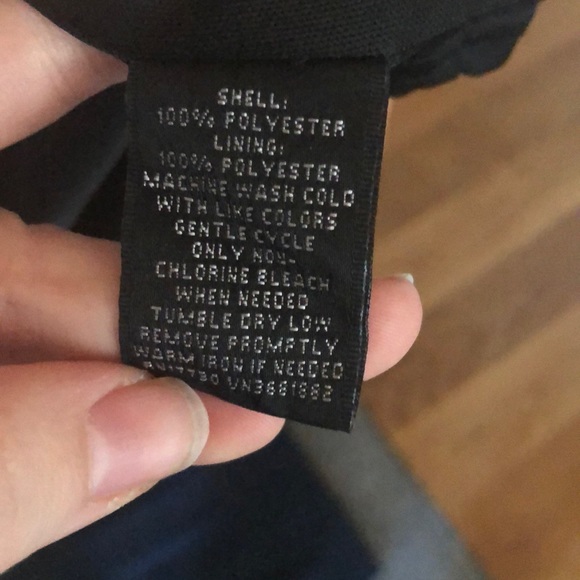 SHELL:
100% POLYESTER
LINING:
100% POLYESTER
MACHINE WASH COLD
WITH LIKE COLORS
GENTLE CYCLE
ONLY NON-
CHLORINE BLEACH
WHEN NEEDED
TUMBLE DRY LOW
REMOVE PROMPTLY
WARM IRON IF NEEDED